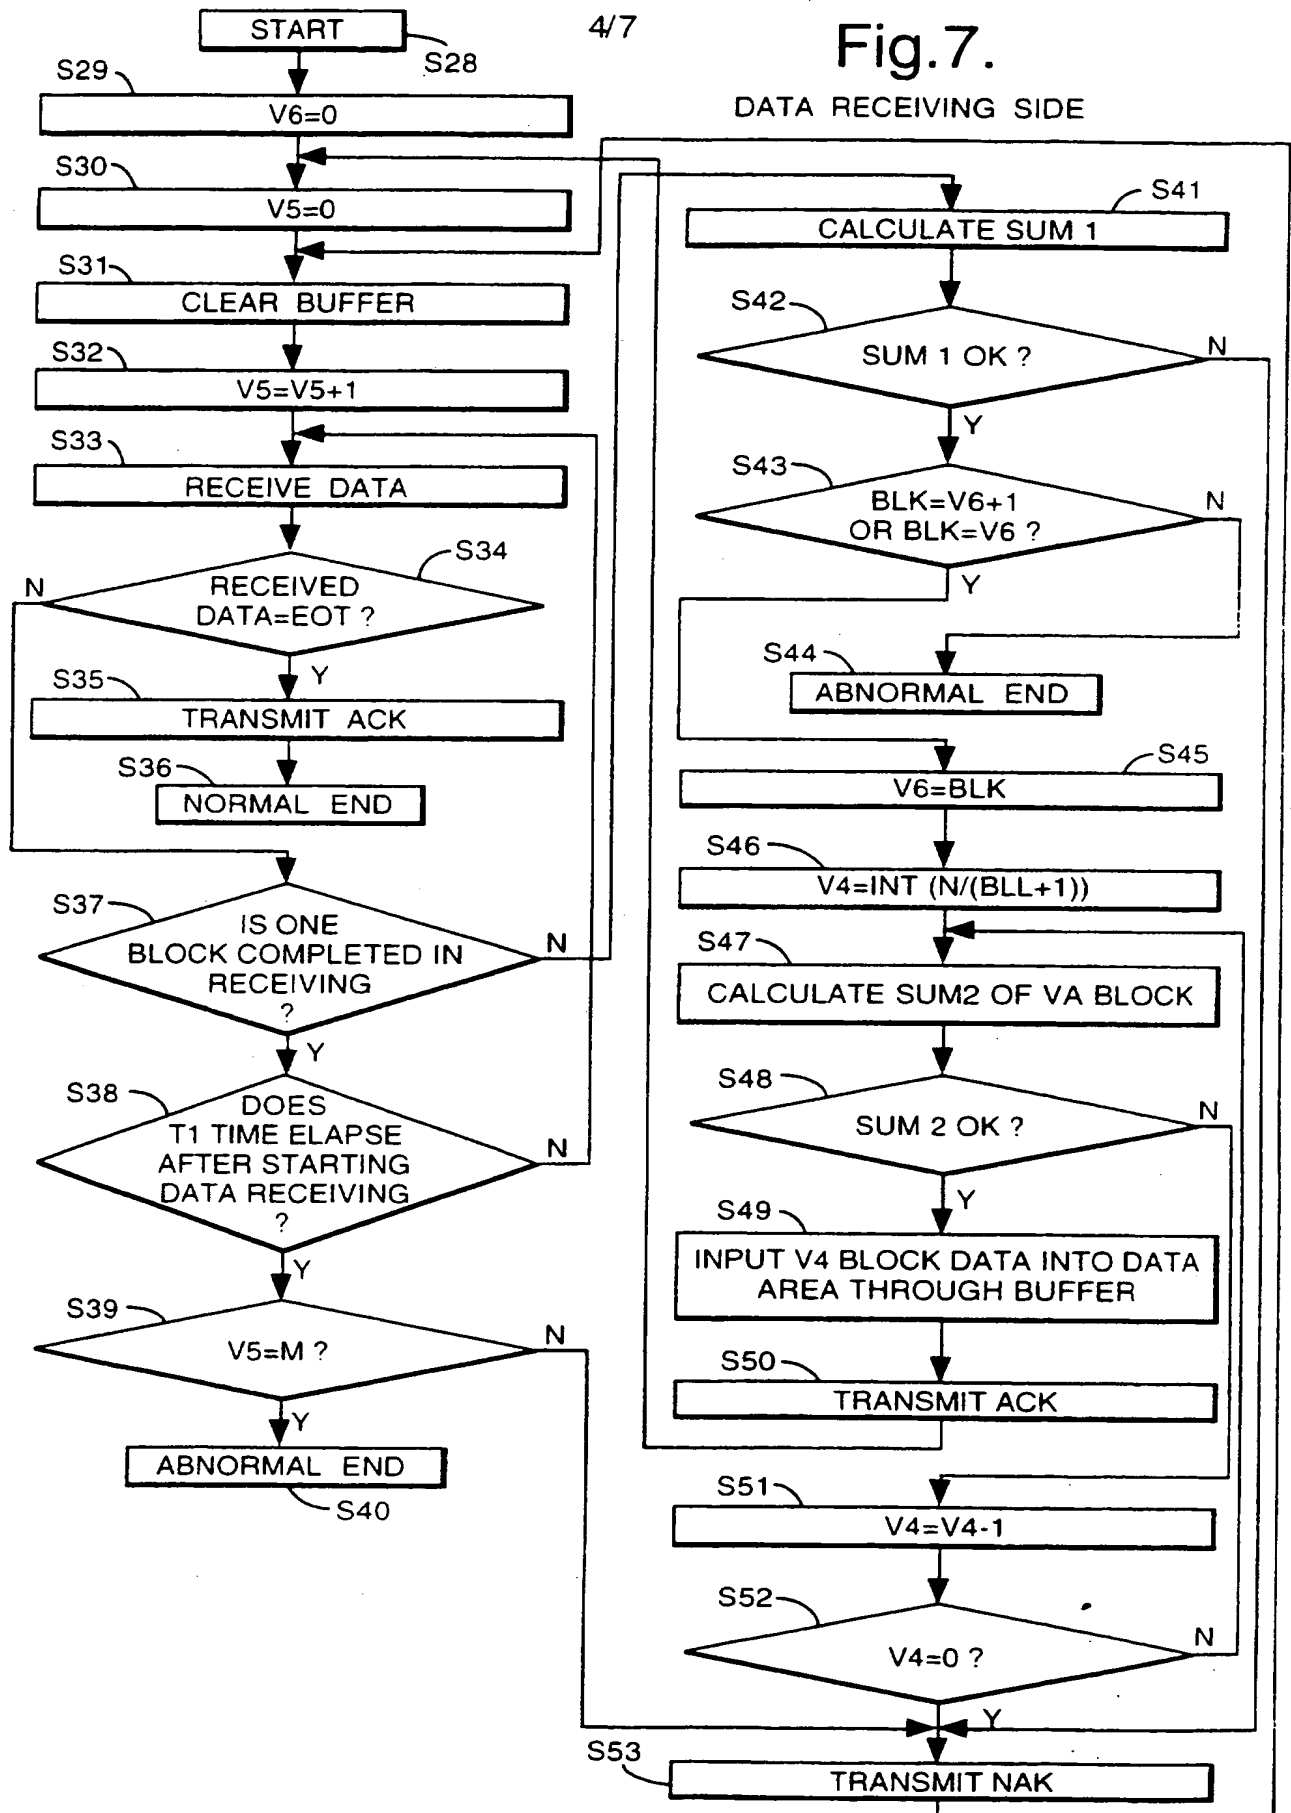 4/7
Fig.7.
DATA RECEIVING SIDE
START
S28
S29
V6=0
S30
V5=0
S31
CLEAR BUFFER
S32
V5=V5+1
S33
RECEIVE DATA
S34
RECEIVED
DATA=EOT ?
N
Y
S35
TRANSMIT ACK
S36
NORMAL END
S37
IS ONE
BLOCK COMPLETED IN
RECEIVING
?
N
Y
S38
DOES
T1 TIME ELAPSE
AFTER STARTING
DATA RECEIVING
?
N
Y
S39
V5=M ?
N
Y
ABNORMAL END
S40
S41
CALCULATE SUM 1
S42
SUM 1 OK ?
N
Y
S43
BLK=V6+1
OR BLK=V6 ?
N
Y
S44
ABNORMAL END
S45
V6=BLK
S46
V4=INT (N/(BLL+1))
S47
CALCULATE SUM2 OF VA BLOCK
S48
SUM 2 OK ?
N
Y
S49
INPUT V4 BLOCK DATA INTO DATA
AREA THROUGH BUFFER
S50
TRANSMIT ACK
S51
V4=V4-1
S52
V4=0 ?
N
Y
S53
TRANSMIT NAK